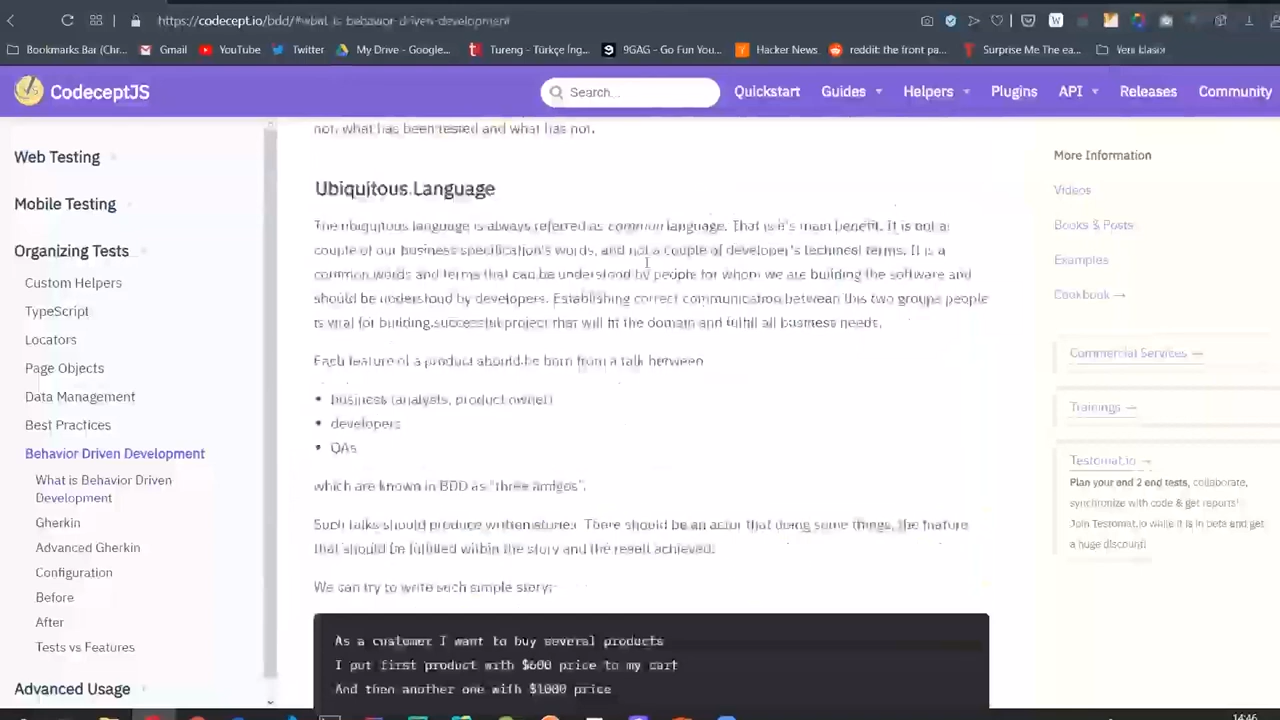 https://codecept.io/bdd/#what-is-behavior-driven-development
Bookmarks Bar (Chr... Gmail YouTube Twitter My Drive - Google... Tureng - Türkçe İng... 9GAG - Go Fun You... Hacker News reddit: the front pa... Surprise Me The ea... Yeni klasör
CodeceptJS Search... Quickstart Guides Helpers Plugins API Releases Community
Web Testing
Mobile Testing
Organizing Tests
Custom Helpers
TypeScript
Locators
Page Objects
Data Management
Best Practices
Behavior Driven Development
What is Behavior Driven
Development
Gherkin
Advanced Gherkin
Configuration
Before
After
Tests vs Features
Advanced Usage
not, what has been tested and what has not.
Ubiquitous Language
The ubiquitous language is always referred as common language. That is it's main benefit. It is not a
couple of our business specification's words, and not a couple of developer's technical terms. It is a
common words and terms that can be understood by people for whom we are building the software and
should be understood by developers. Establishing correct communication between this two groups people
is vital for building successful project that will fit the domain and fulfill all business needs.
Each feature of a product should be born from a talk between
• business (analysts, product owner)
• developers
• QAs
which are known in BDD as "three amigos".
Such talks should produce written stories. There should be an actor that doing some things, the feature
that should be fulfilled within the story and the result achieved.
We can try to write such simple story:
As a customer I want to buy several products
I put first product with $600 price to my cart
And then another one with $1000 price
More Information
Videos
Books & Posts
Examples
Cookbook →
Commercial Services →
Trainings →
Testomat.io →
Plan your end 2 end tests, collaborate,
synchronize with code & get reports!
Join Testomat.io while it is in beta and get
a huge discount!
14:46